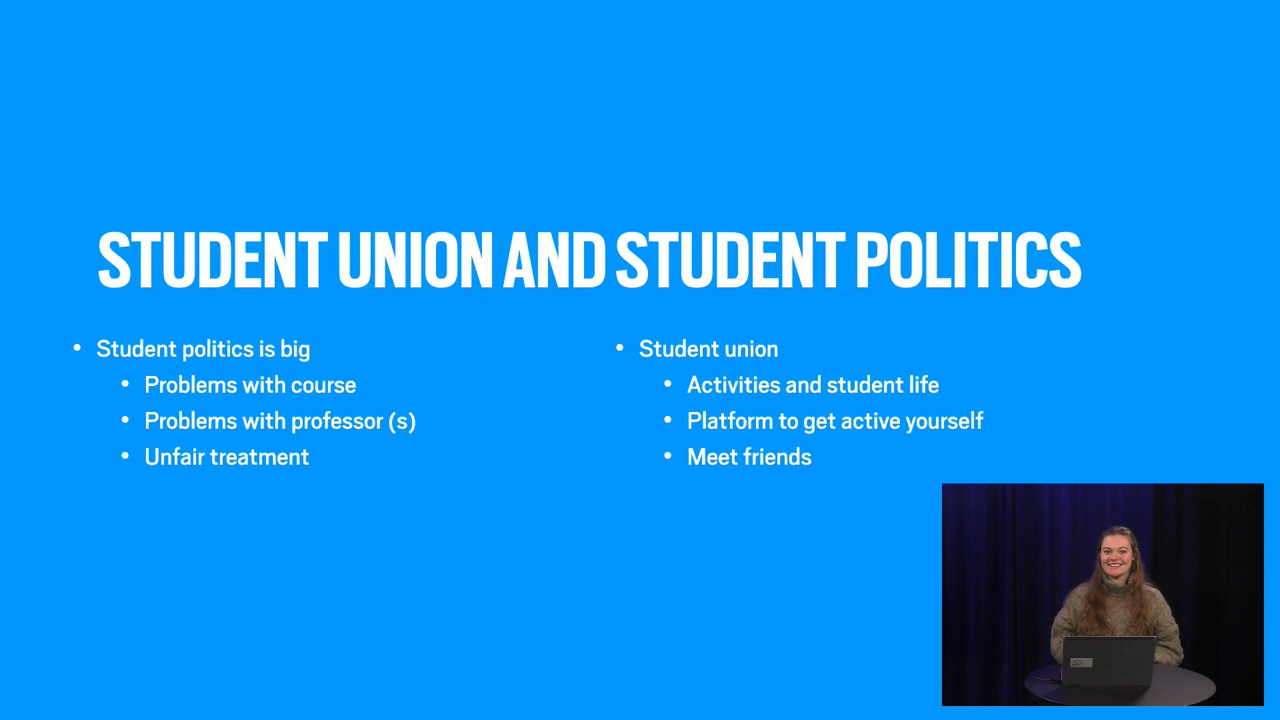 STUDENT UNION AND STUDENT POLITICS
• Student politics is big
• Problems with course
• Problems with professor (s)
• Unfair treatment
• Student union
• Activities and student life
• Platform to get active yourself
• Meet friends